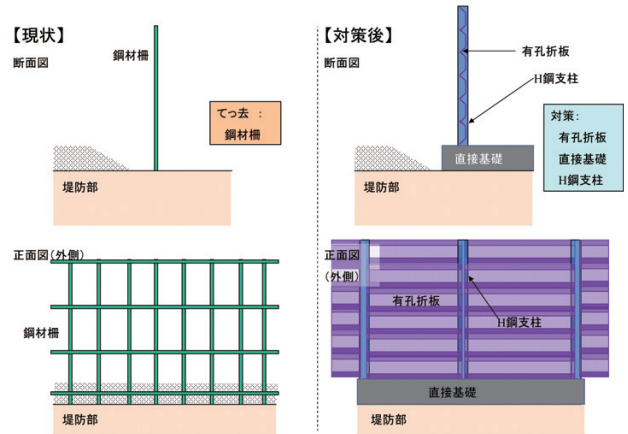 【現状】
断面図
鋼材柵
てっ去 :
鋼材柵
堤防部
正面図(外側)
鋼材柵
堤防部
【対策後】
断面図
有孔折板
H鋼支柱
対策:
有孔折板
直接基礎
H鋼支柱
直接基礎
堤防部
正面図
(外側)
有孔折板
H鋼支柱
直接基礎
堤防部